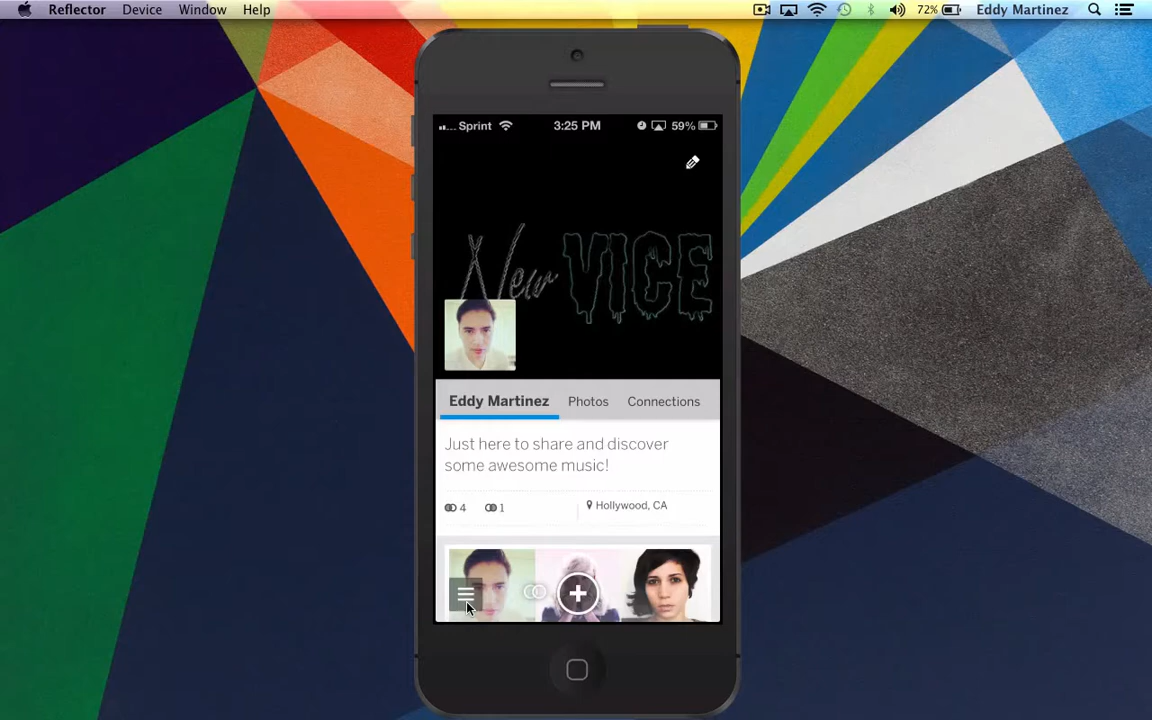 Reflector Device Window Help 72% Eddy Martinez
Sprint 3:25 PM 59%
New VICE
Eddy Martinez Photos Connections
Just here to share and discover
some awesome music!
4 1 Hollywood, CA